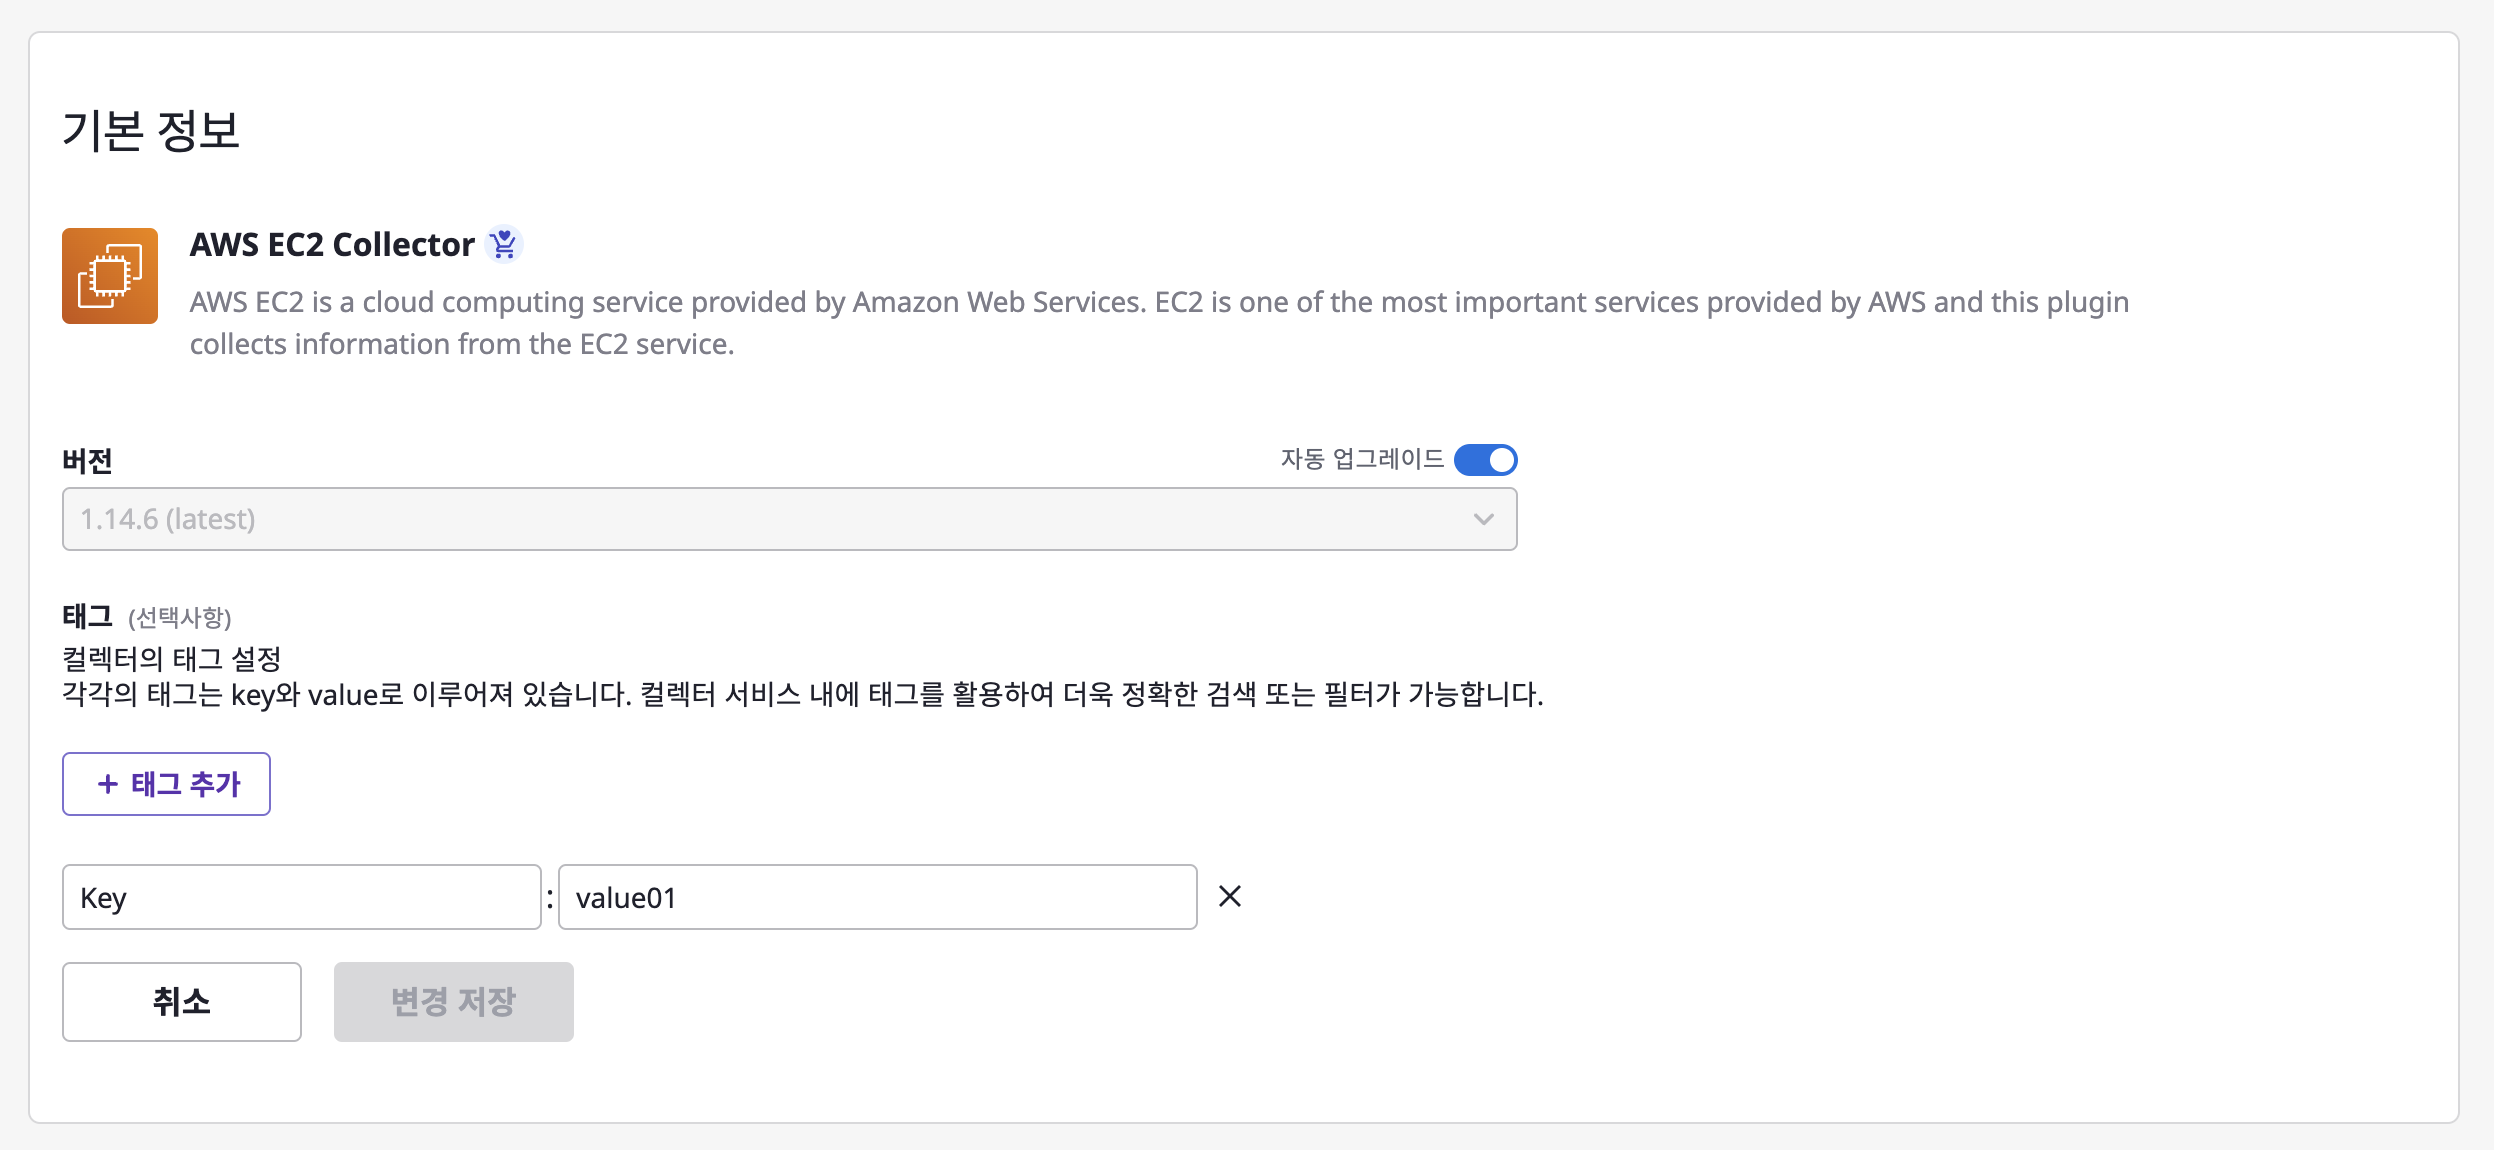 기본 정보
AWS EC2 Collector
AWS EC2 is a cloud computing service provided by Amazon Web Services. EC2 is one of the most important services provided by AWS and this plugin
collects information from the EC2 service.
버전
자동 업그레이드
1.14.6 (latest)
태그 (선택사항)
컬렉터의 태그 설정
각각의 태그는 key와 value로 이루어져 있습니다. 컬렉터 서비스 내에 태그를 활용하여 더욱 정확한 검색 또는 필터가 가능합니다.
+ 태그 추가
Key : value01
취소 변경 저장